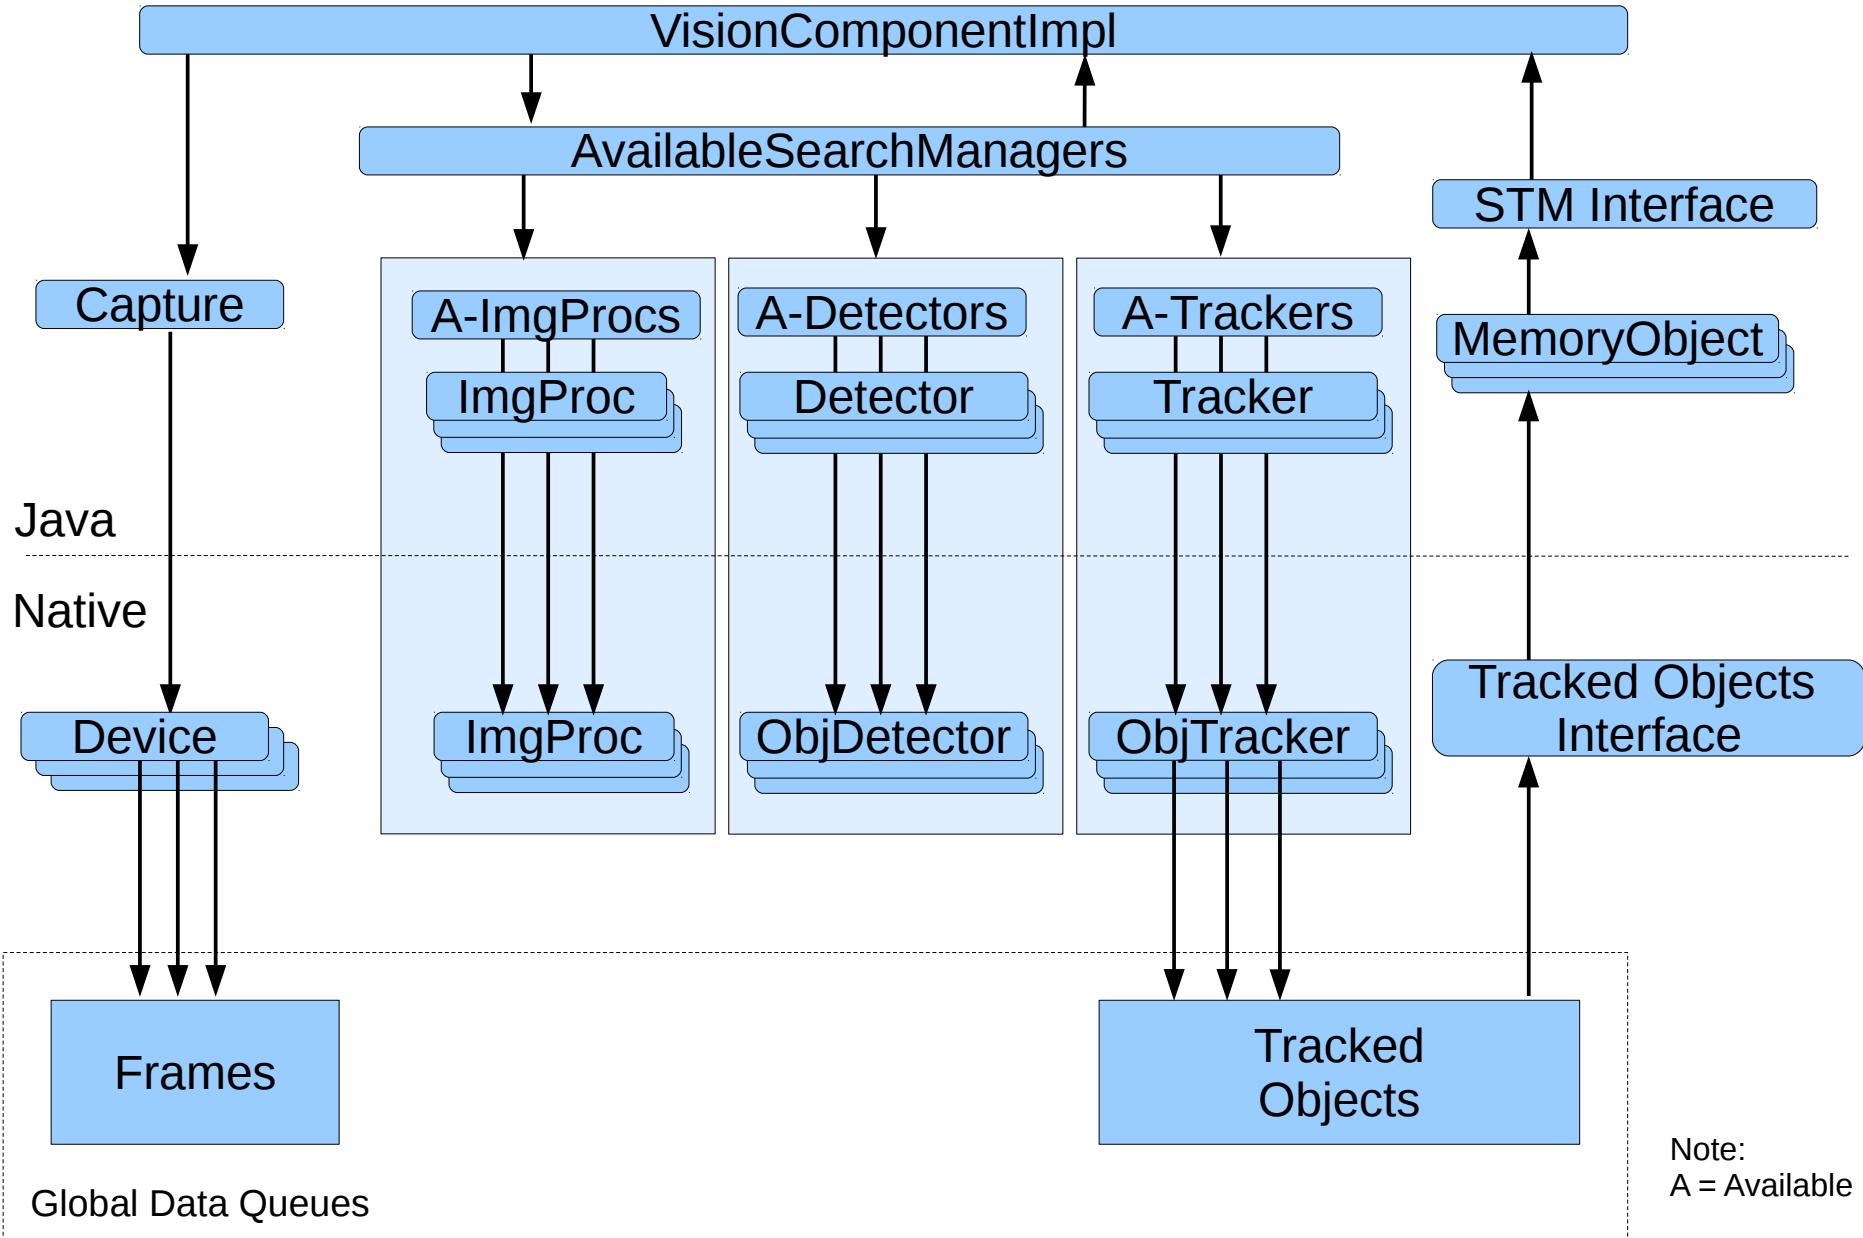 VisionComponentImpl
AvailableSearchManagers
STM Interface
Capture
A-ImgProcs
A-Detectors
A-Trackers
MemoryObject
ImgProc
Detector
Tracker
Java
Native
Device
ImgProc
ObjDetector
ObjTracker
Tracked Objects
Interface
Frames
Tracked
Objects
Global Data Queues
Note:
A = Available